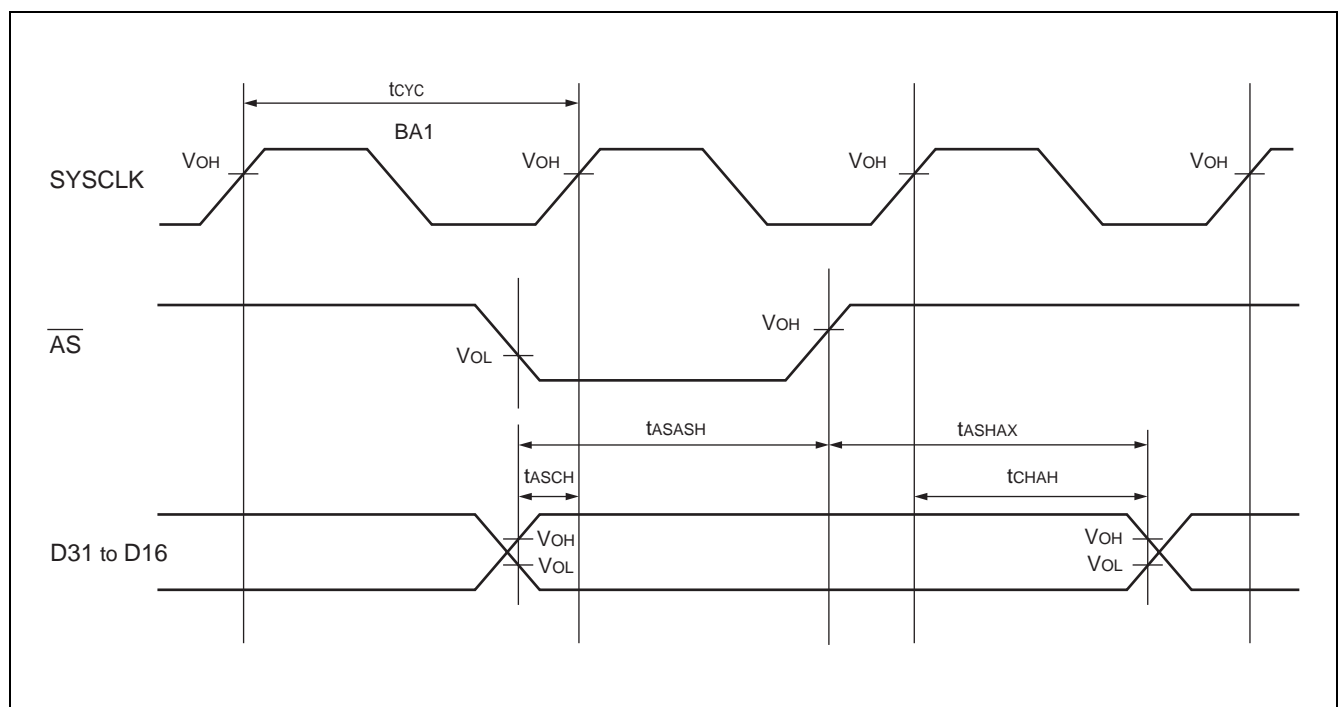 tCYC
BA1
VOH VOH VOH VOH
SYSCLK
VOH
AS
VOL
tASASH tASHAX
tASCH tCHAH
VOH VOH
D31 to D16
VOL VOL